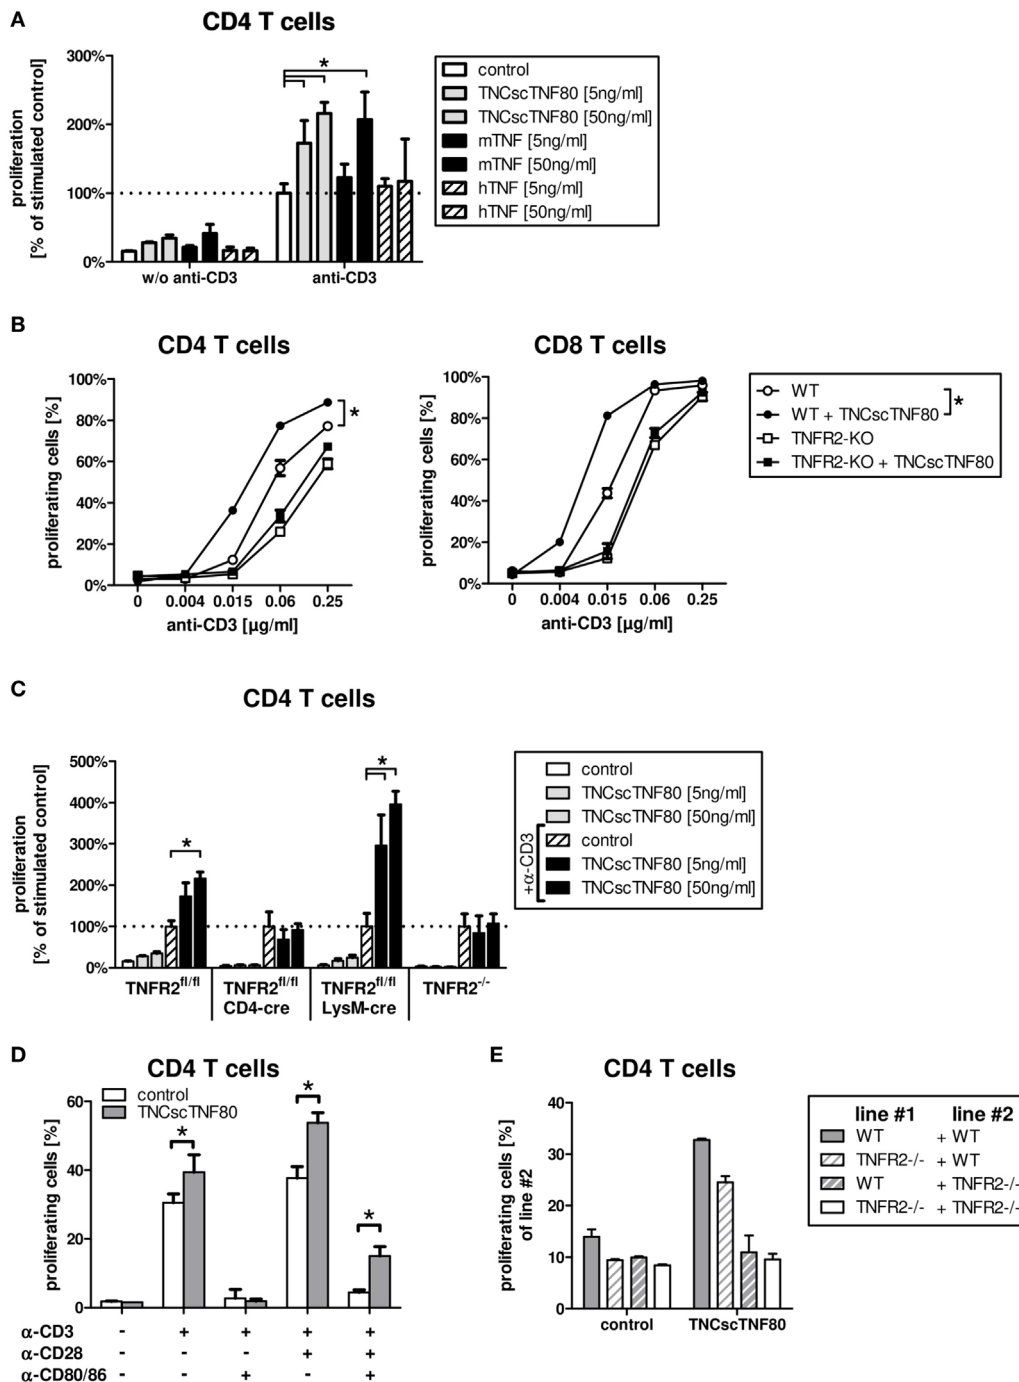 A
CD4 T cells
proliferation
[% of stimulated control]
300%
200%
100%
0%
w/o anti-CD3
anti-CD3
*
control
TNCscTNF80 [5ng/ml]
TNCscTNF80 [50ng/ml]
mTNF [5ng/ml]
mTNF [50ng/ml]
hTNF [5ng/ml]
hTNF [50ng/ml]
B
CD4 T cells
proliferating cells [%]
100%
80%
60%
40%
20%
0%
0 0.004 0.015 0.06 0.25
anti-CD3 [µg/ml]
*
CD8 T cells
proliferating cells [%]
100%
80%
60%
40%
20%
0%
0 0.004 0.015 0.06 0.25
anti-CD3 [µg/ml]
WT
WT + TNCscTNF80
TNFR2-KO
TNFR2-KO + TNCscTNF80
*
C
CD4 T cells
proliferation
[% of stimulated control]
500%
400%
300%
200%
100%
0%
*
*
TNFR2fl/fl
TNFR2fl/fl
CD4-cre
TNFR2fl/fl
LysM-cre
TNFR2-/-
control
TNCscTNF80 [5ng/ml]
TNCscTNF80 [50ng/ml]
+α-CD3
control
TNCscTNF80 [5ng/ml]
TNCscTNF80 [50ng/ml]
D
CD4 T cells
control
TNCscTNF80
proliferating cells [%]
60
40
20
0
*
*
*
α-CD3 - + + + +
α-CD28 - - - + +
α-CD80/86 - - + - +
E
CD4 T cells
proliferating cells [%]
of line #2
40
30
20
10
0
control
TNCscTNF80
line #1 line #2
WT + WT
TNFR2-/- + WT
WT + TNFR2-/-
TNFR2-/- + TNFR2-/-